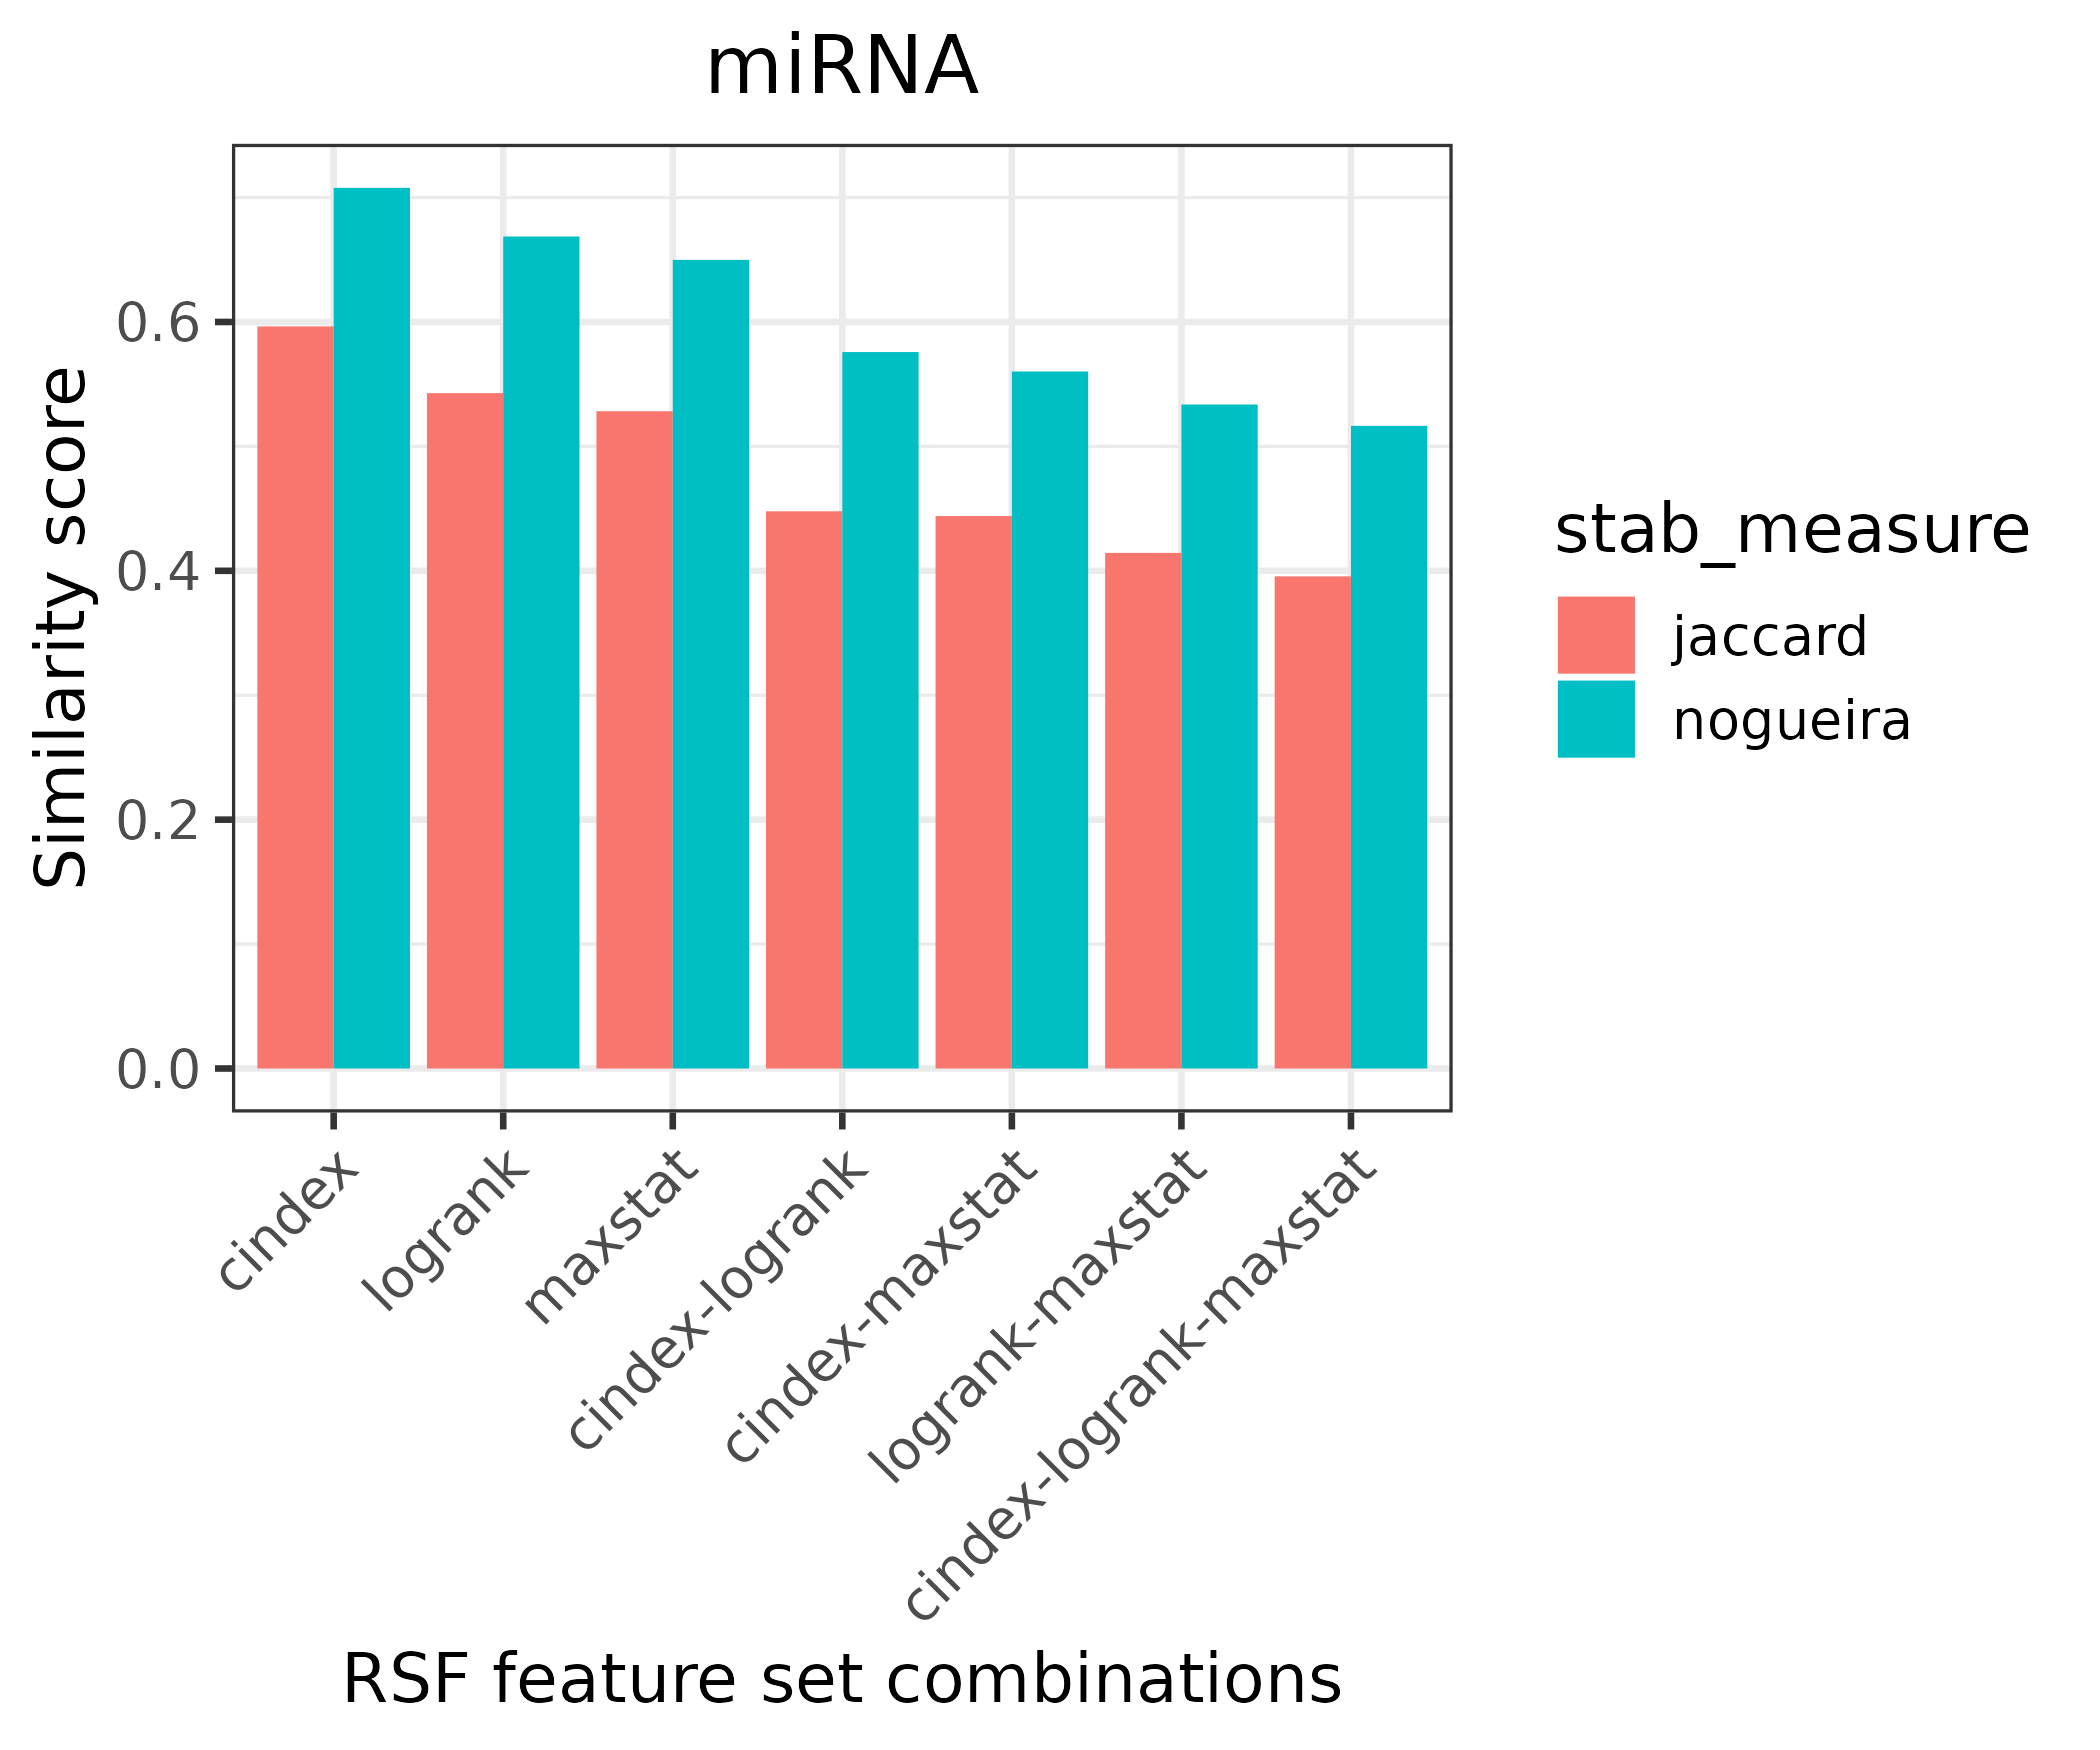 miRNA
Similarity score
0.6
0.4
0.2
0.0
cindex
logrank
maxstat
cindex-logrank
cindex-maxstat
logrank-maxstat
cindex-logrank-maxstat
RSF feature set combinations
stab_measure
jaccard
nogueira